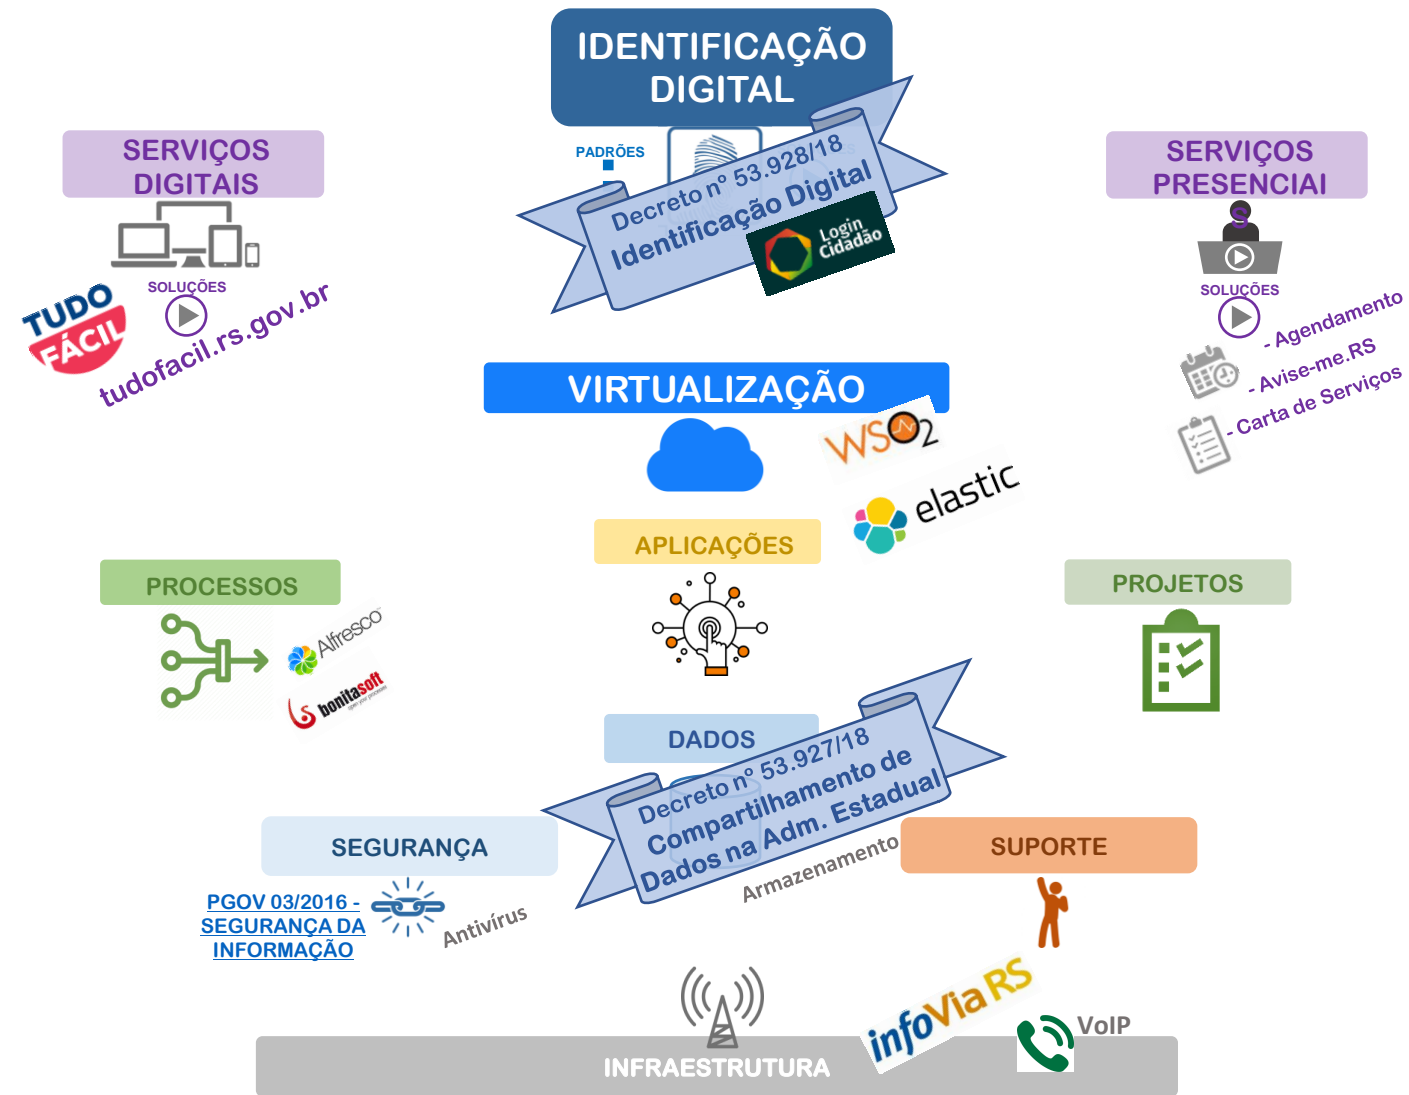 IDENTIFICAÇÃO
DIGITAL
PADRÕES
Decreto nº 53.928/18
Identificação Digital
Login
Cidadão
SERVIÇOS
DIGITAIS
SOLUÇÕES
TUDO
FÁCIL
tudofacil.rs.gov.br
SERVIÇOS
PRESENCIAI
S
SOLUÇÕES
- Agendamento
- Avise-me.RS
- Carta de Serviços
VIRTUALIZAÇÃO
WSO2
elastic
APLICAÇÕES
PROCESSOS
Alfresco
bonitasoft
open your processes
PROJETOS
DADOS
Decreto nº 53.927/18
Compartilhamento de
Dados na Adm. Estadual
Armazenamento
SEGURANÇA
PGOV 03/2016 -
SEGURANÇA DA
INFORMAÇÃO
Antivírus
SUPORTE
infoVia RS
VoIP
INFRAESTRUTURA